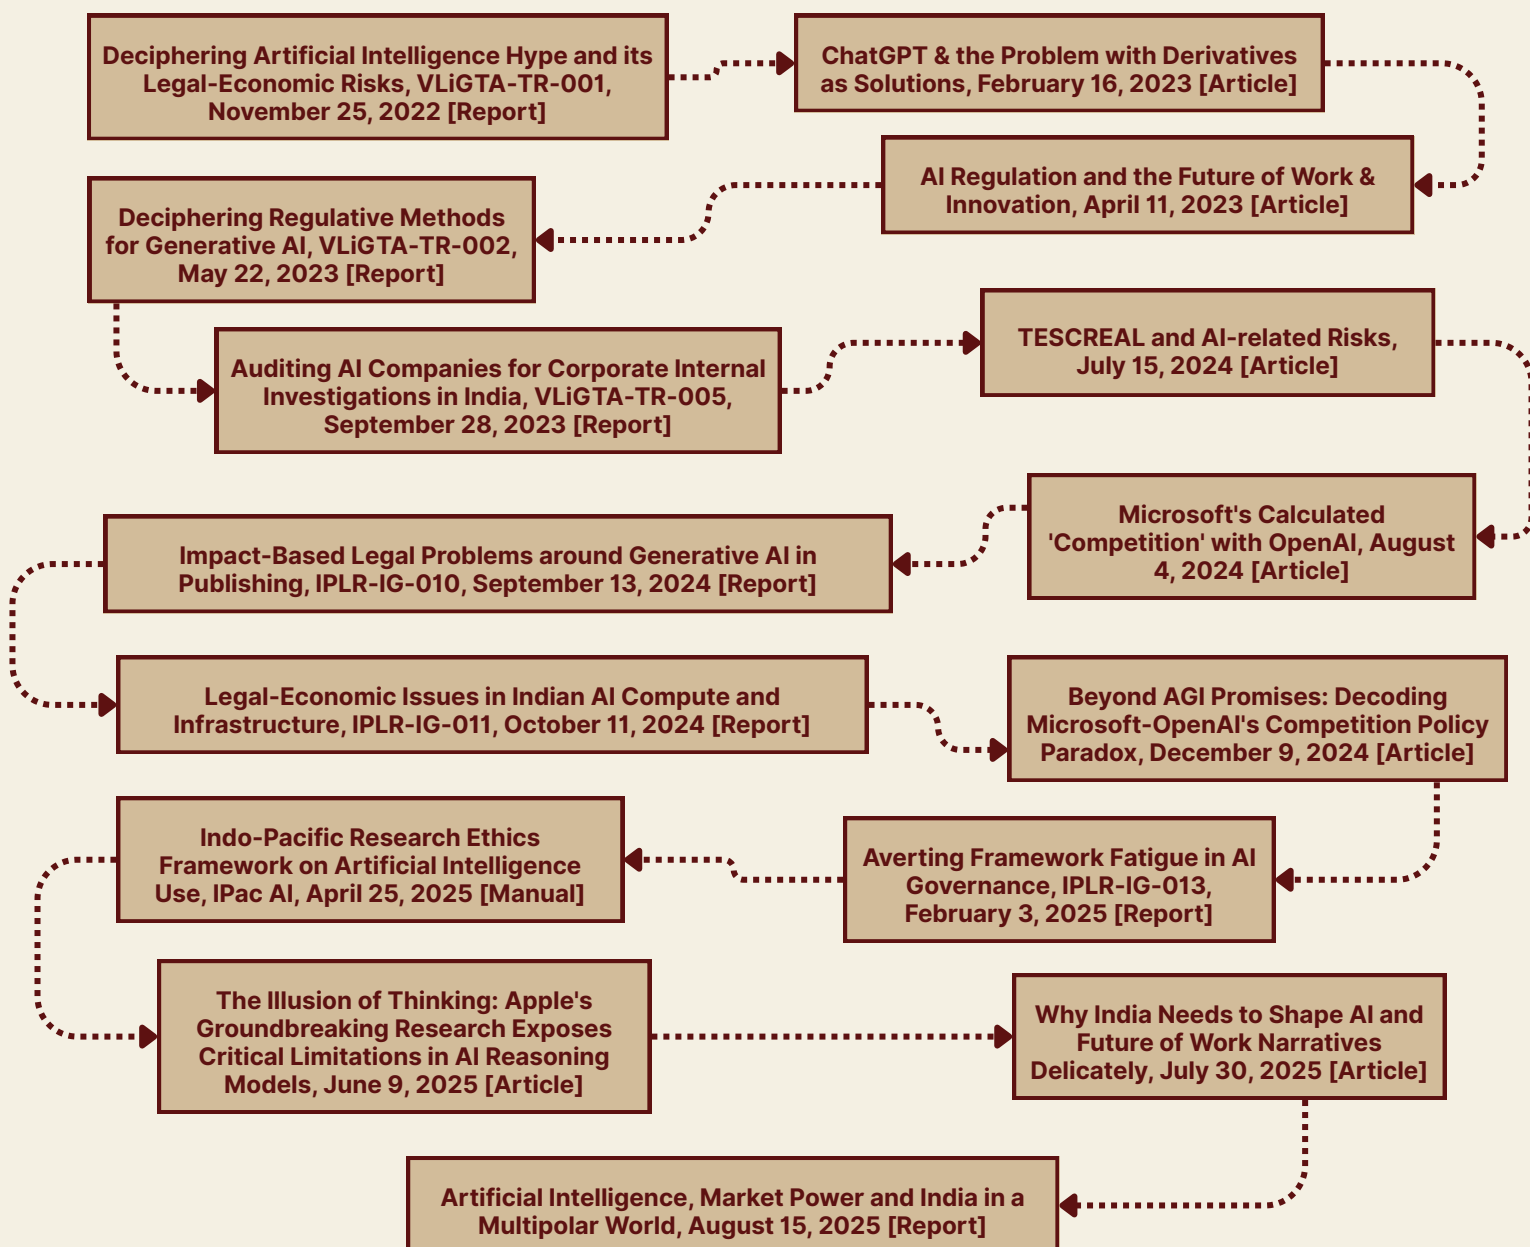 Deciphering Artificial Intelligence Hype and its
Legal-Economic Risks, VLiGTA-TR-001,
November 25, 2022 [Report]
ChatGPT & the Problem with Derivatives
as Solutions, February 16, 2023 [Article]
AI Regulation and the Future of Work &
Innovation, April 11, 2023 [Article]
Deciphering Regulative Methods
for Generative AI, VLiGTA-TR-002,
May 22, 2023 [Report]
Auditing AI Companies for Corporate Internal
Investigations in India, VLiGTA-TR-005,
September 28, 2023 [Report]
TESCREAL and AI-related Risks,
July 15, 2024 [Article]
Microsoft's Calculated
'Competition' with OpenAI, August
4, 2024 [Article]
Impact-Based Legal Problems around Generative AI in
Publishing, IPLR-IG-010, September 13, 2024 [Report]
Legal-Economic Issues in Indian AI Compute and
Infrastructure, IPLR-IG-011, October 11, 2024 [Report]
Beyond AGI Promises: Decoding
Microsoft-OpenAI's Competition Policy
Paradox, December 9, 2024 [Article]
Averting Framework Fatigue in AI
Governance, IPLR-IG-013,
February 3, 2025 [Report]
Indo-Pacific Research Ethics
Framework on Artificial Intelligence
Use, IPac AI, April 25, 2025 [Manual]
The Illusion of Thinking: Apple's
Groundbreaking Research Exposes
Critical Limitations in AI Reasoning
Models, June 9, 2025 [Article]
Why India Needs to Shape AI and
Future of Work Narratives
Delicately, July 30, 2025 [Article]
Artificial Intelligence, Market Power and India in a
Multipolar World, August 15, 2025 [Report]